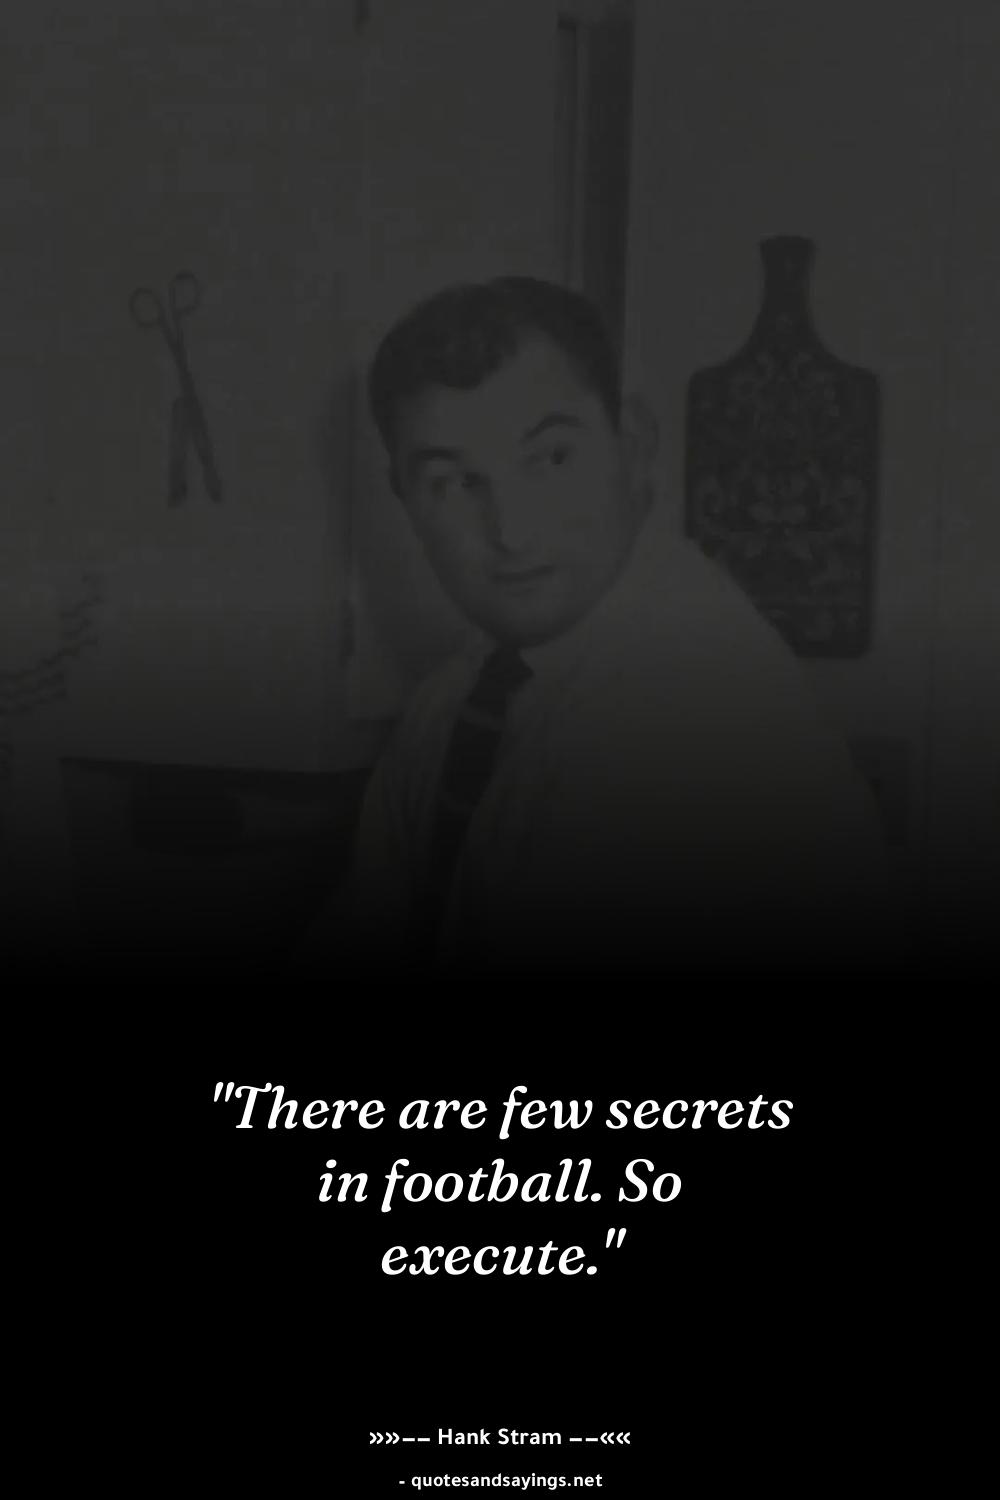 "There are few secrets
in football. So
execute."
»»−− Hank Stram −−««
- quotesandsayings.net